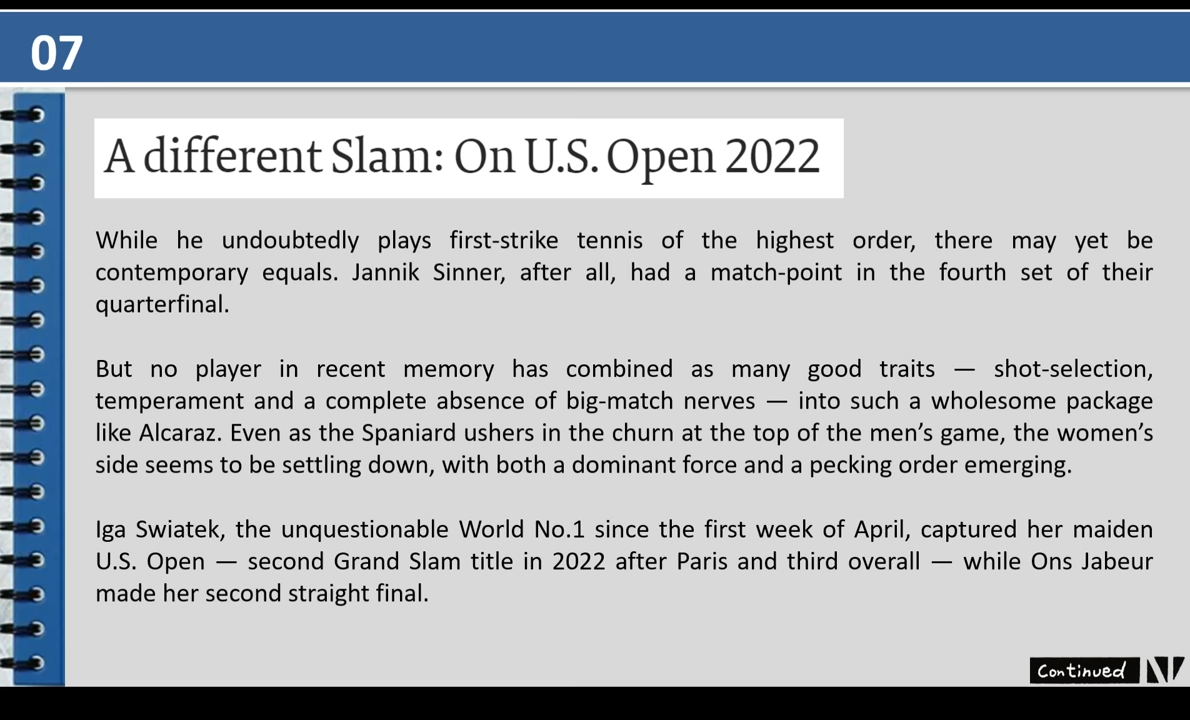 07
A different Slam: On U.S. Open 2022
While he undoubtedly plays first-strike tennis of the highest order, there may yet be
contemporary equals. Jannik Sinner, after all, had a match-point in the fourth set of their
quarterfinal.
But no player in recent memory has combined as many good traits — shot-selection,
temperament and a complete absence of big-match nerves — into such a wholesome package
like Alcaraz. Even as the Spaniard ushers in the churn at the top of the men’s game, the women’s
side seems to be settling down, with both a dominant force and a pecking order emerging.
Iga Swiatek, the unquestionable World No.1 since the first week of April, captured her maiden
U.S. Open — second Grand Slam title in 2022 after Paris and third overall — while Ons Jabeur
made her second straight final.
Continued